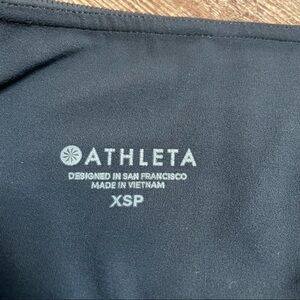 ATHLETA
DESIGNED IN SAN FRANCISCO
MADE IN VIETNAM
XSP